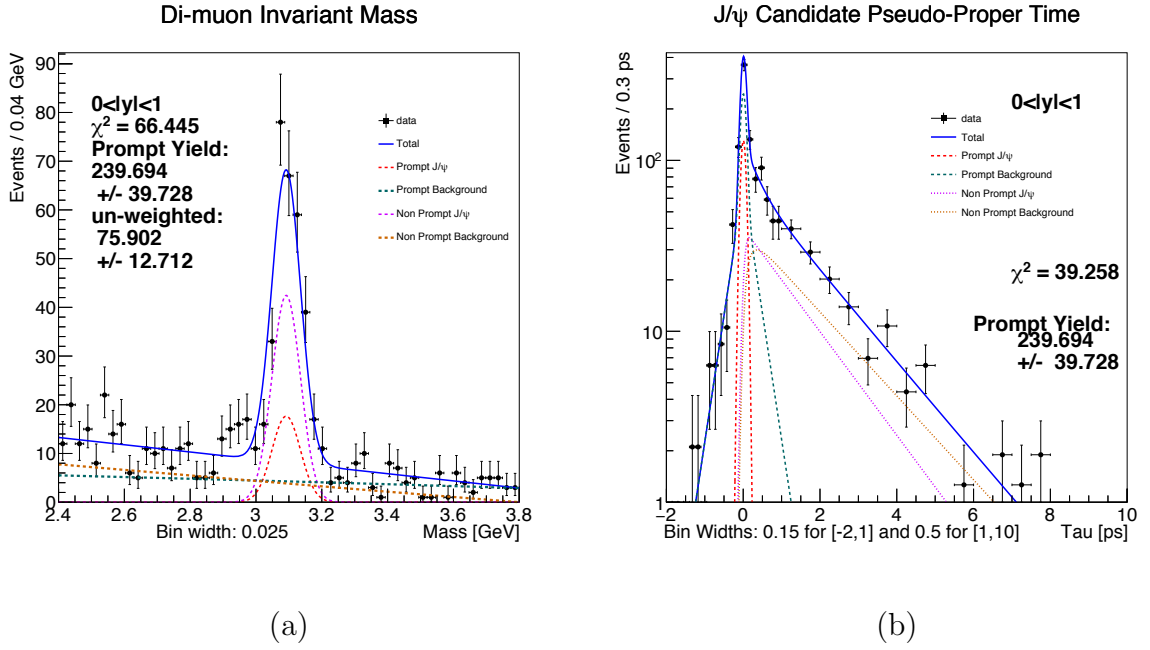 Di-muon Invariant Mass
Events / 0.04 GeV
90
80
70
60
50
40
30
20
10
0
0<|y|<1
χ² = 66.445
Prompt Yield:
239.694
+/- 39.728
un-weighted:
75.902
+/- 12.712
data
Total
Prompt J/ψ
Prompt Background
Non Prompt J/ψ
Non Prompt Background
2.4 2.6 2.8 3 3.2 3.4 3.6 3.8
Bin width: 0.025 Mass [GeV]
(a)
J/ψ Candidate Pseudo-Proper Time
Events / 0.3 ps
10²
10
1
0<|y|<1
data
Total
Prompt J/ψ
Prompt Background
Non Prompt J/ψ
Non Prompt Background
χ² = 39.258
Prompt Yield:
239.694
+/- 39.728
−2 0 2 4 6 8 10
Bin Widths: 0.15 for [-2,1] and 0.5 for [1,10] Tau [ps]
(b)